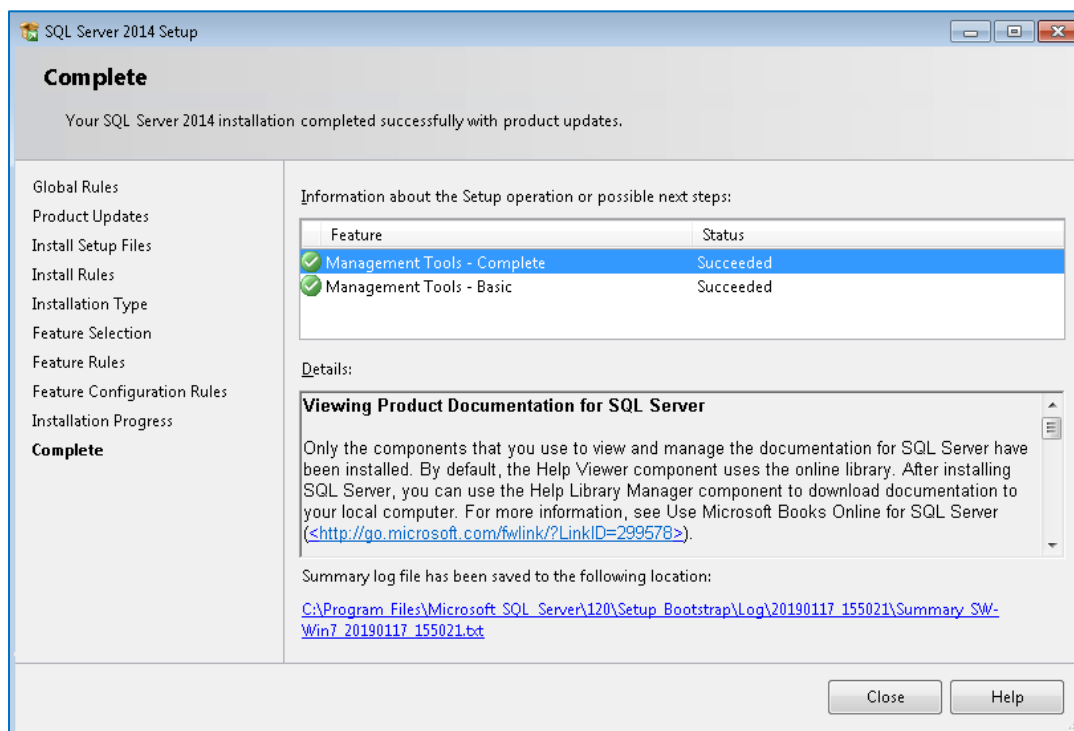 SQL Server 2014 Setup
Complete
Your SQL Server 2014 installation completed successfully with product updates.
Global Rules
Product Updates
Install Setup Files
Install Rules
Installation Type
Feature Selection
Feature Rules
Feature Configuration Rules
Installation Progress
Complete
Information about the Setup operation or possible next steps:
Feature Status
Management Tools - Complete Succeeded
Management Tools - Basic Succeeded
Details:
Viewing Product Documentation for SQL Server
Only the components that you use to view and manage the documentation for SQL Server have
been installed. By default, the Help Viewer component uses the online library. After installing
SQL Server, you can use the Help Library Manager component to download documentation to
your local computer. For more information, see Use Microsoft Books Online for SQL Server
(<http://go.microsoft.com/fwlink/?LinkID=299578>).
Summary log file has been saved to the following location:
C:\Program Files\Microsoft SQL Server\120\Setup Bootstrap\Log\20190117_155021\Summary_SW-
Win7_20190117_155021.txt
Close Help